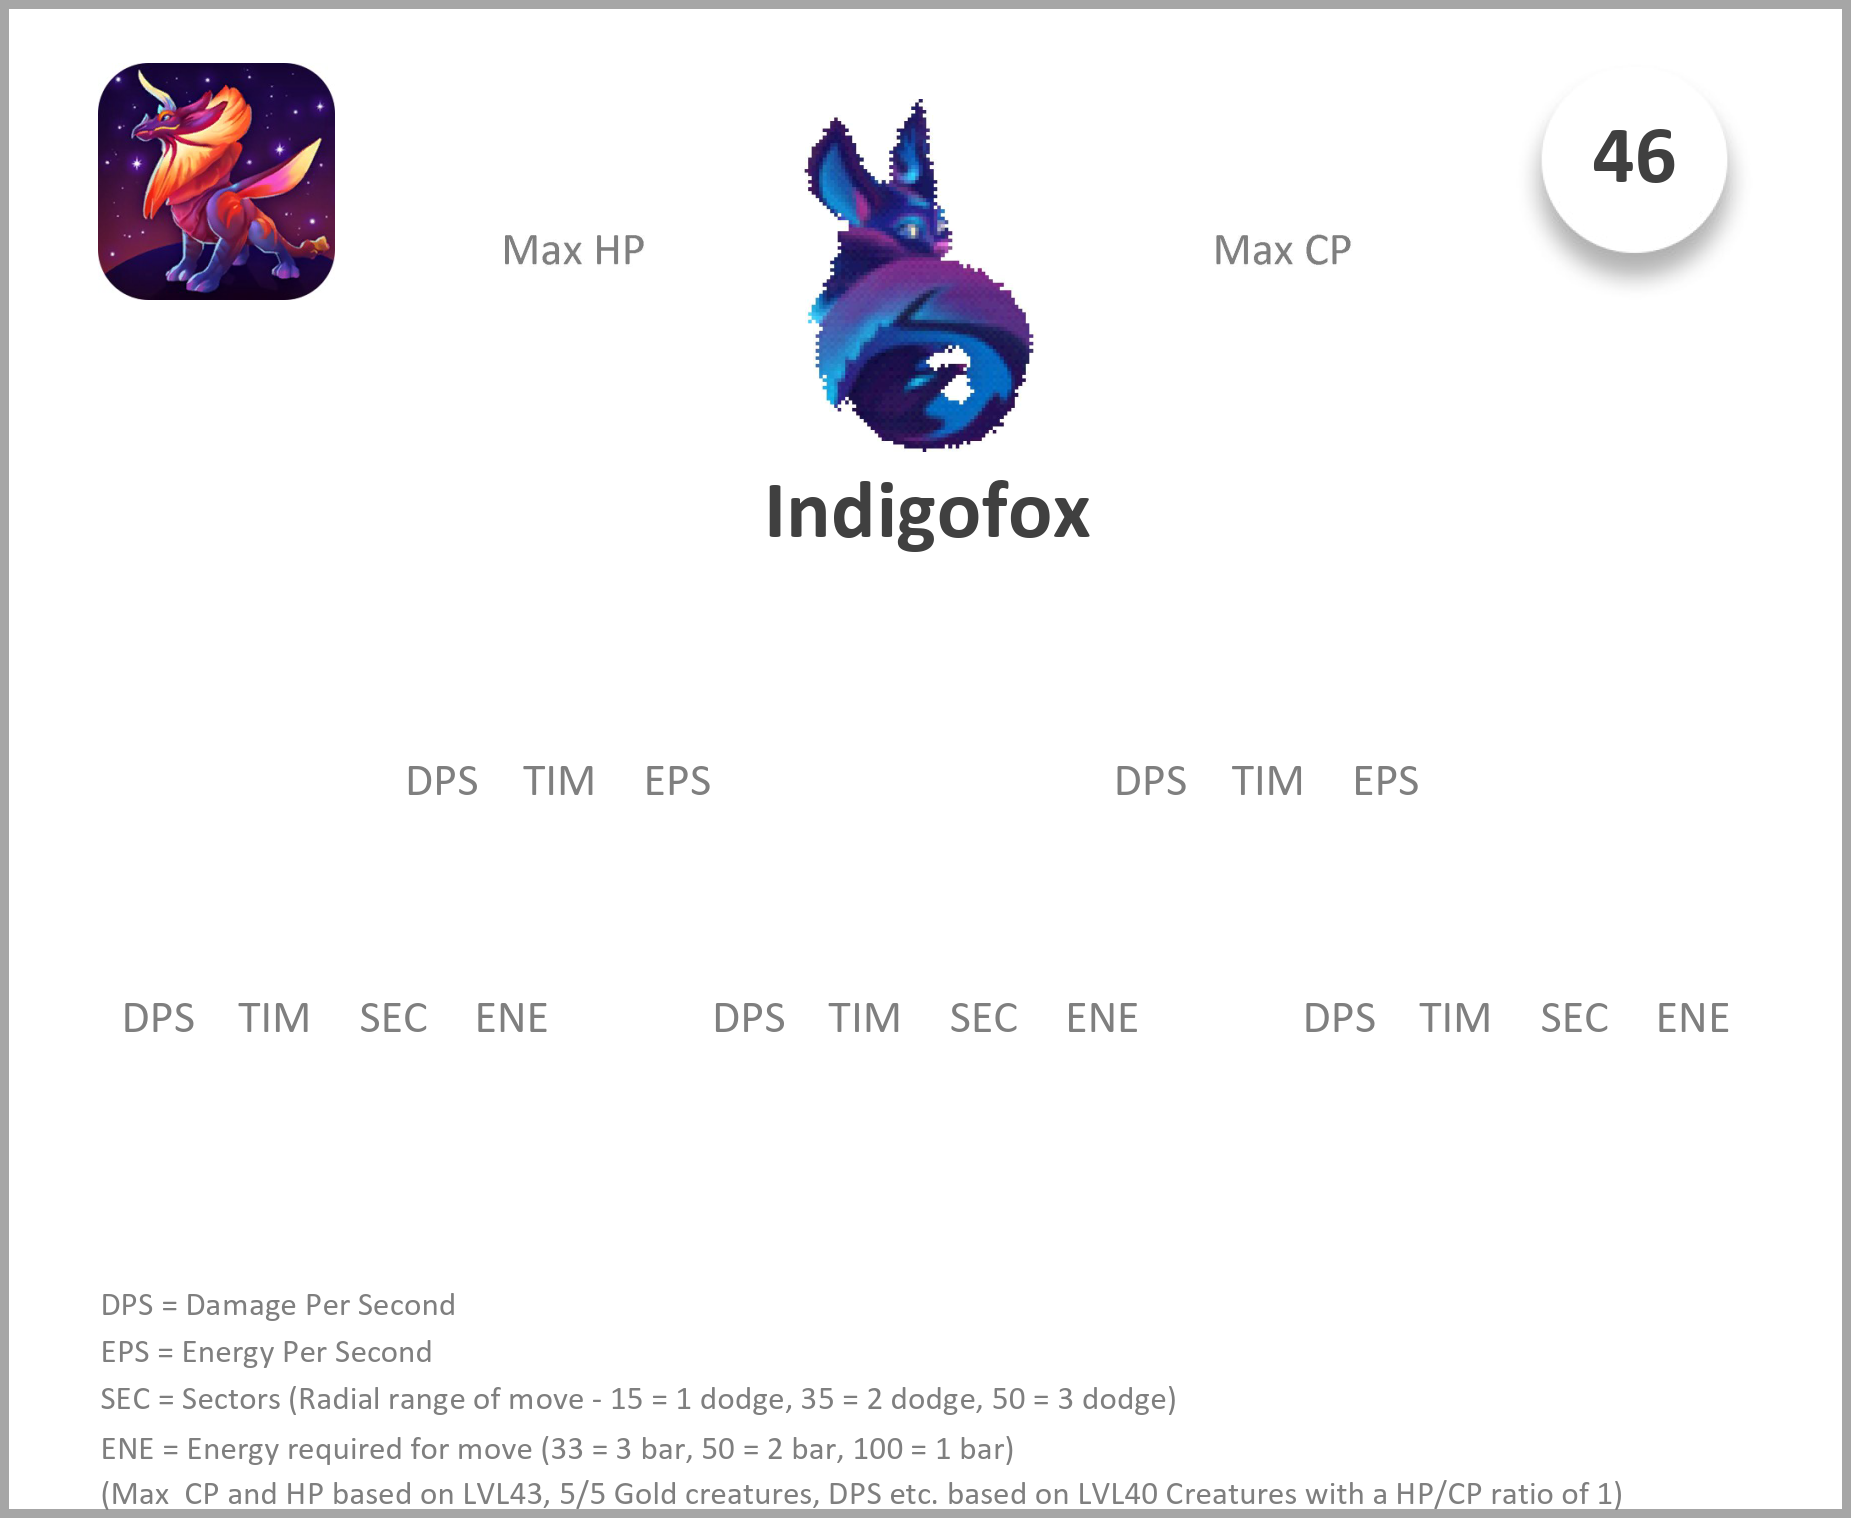 46
Max HP
Max CP
Indigofox
DPS TIM EPS DPS TIM EPS
DPS TIM SEC ENE DPS TIM SEC ENE DPS TIM SEC ENE
DPS = Damage Per Second
EPS = Energy Per Second
SEC = Sectors (Radial range of move - 15 = 1 dodge, 35 = 2 dodge, 50 = 3 dodge)
ENE = Energy required for move (33 = 3 bar, 50 = 2 bar, 100 = 1 bar)
(Max  CP and HP based on LVL43, 5/5 Gold creatures, DPS etc. based on LVL40 Creatures with a HP/CP ratio of 1)